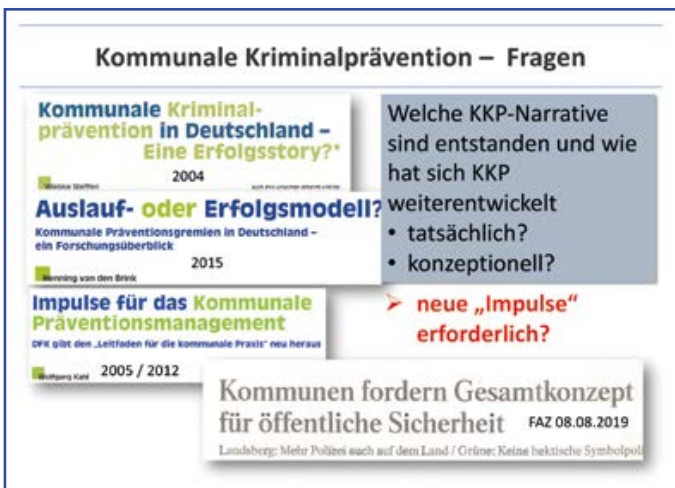 Kommunale Kriminalprävention – Fragen
Kommunale Kriminal-
prävention in Deutschland –
Eine Erfolgsstory?*
Wiebke Steffen
2004
Auslauf- oder Erfolgsmodell?
Kommunale Präventionsgremien in Deutschland –
ein Forschungsüberblick
2015
Henning van den Brink
Impulse für das Kommunale
Präventionsmanagement
DFK gibt den „Leitfaden für die kommunale Praxis" neu heraus
Wolfgang Kahl
2005 / 2012
Welche KKP-Narrative
sind entstanden und wie
hat sich KKP
weiterentwickelt
• tatsächlich?
• konzeptionell?
➢ neue „Impulse“
erforderlich?
Kommunen fordern Gesamtkonzept
für öffentliche Sicherheit
FAZ 08.08.2019
Landsberg: Mehr Polizei auch auf dem Land / Grüne: Keine hektische Symbolpoli